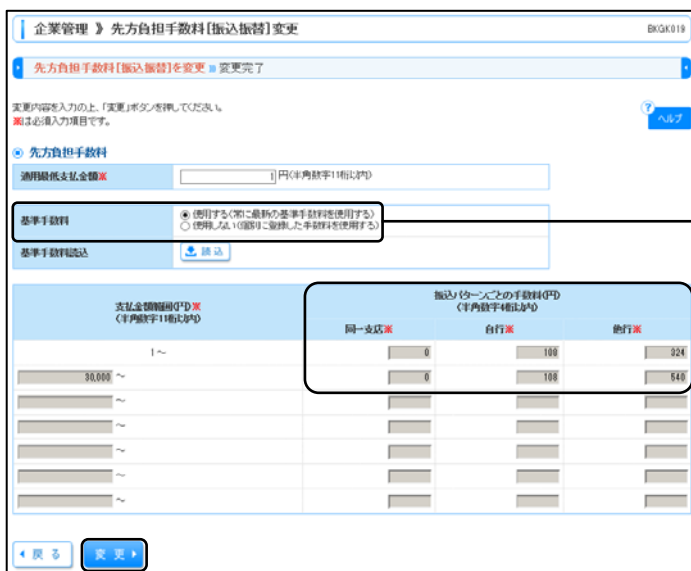 企業管理 》 先方負担手数料[振込振替]変更
BKGK019
先方負担手数料[振込振替]を変更 » 変更完了
変更内容を入力の上、「変更」ボタンを押してください。
※は必須入力項目です。
? ヘルプ
先方負担手数料
適用最低支払金額※
1 円(半角数字11桁以内)
基準手数料
使用する(常に最新の基準手数料を使用する)
使用しない(個別に登録した手数料を使用する)
基準手数料読込
読込
支払金額範囲(円)※
(半角数字11桁以内)
振込パターンごとの手数料(円)
(半角数字4桁以内)
同一支店※ 自行※ 他行※
1 ～ 0 108 324
30,000 ～ 0 108 540
～
～
～
～
～
戻る
変更